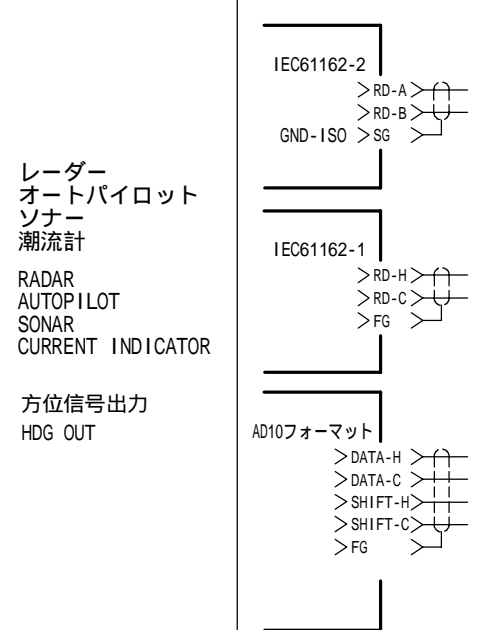 レーダー
オートパイロット
ソナー
潮流計
RADAR
AUTOPILOT
SONAR
CURRENT INDICATOR
方位信号出力
HDG OUT
IEC61162-2
RD-A
RD-B
GND-ISO SG
IEC61162-1
RD-H
RD-C
FG
AD10フォーマット
DATA-H
DATA-C
SHIFT-H
SHIFT-C
FG